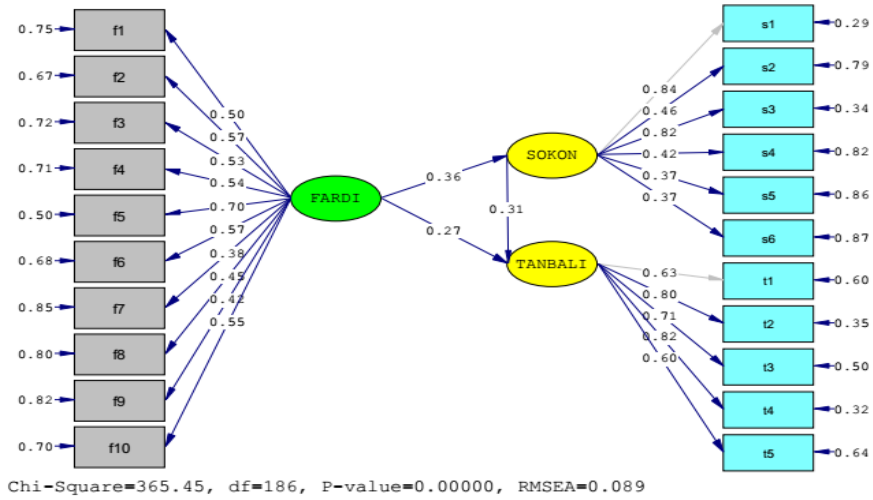 0.75 f1
0.67 f2
0.72 f3
0.71 f4
0.50 f5
0.68 f6
0.85 f7
0.80 f8
0.82 f9
0.70 f10
0.50
0.57
0.53
0.54
0.70
0.57
0.38
0.45
0.42
0.55
FARDI
0.36
0.27
0.31
SOKON
TANBALI
0.84
0.46
0.82
0.42
0.37
0.37
0.63
0.80
0.71
0.82
0.60
s1 0.29
s2 0.79
s3 0.34
s4 0.82
s5 0.86
s6 0.87
t1 0.60
t2 0.35
t3 0.50
t4 0.32
t5 0.64
Chi-Square=365.45, df=186, P-value=0.00000, RMSEA=0.089